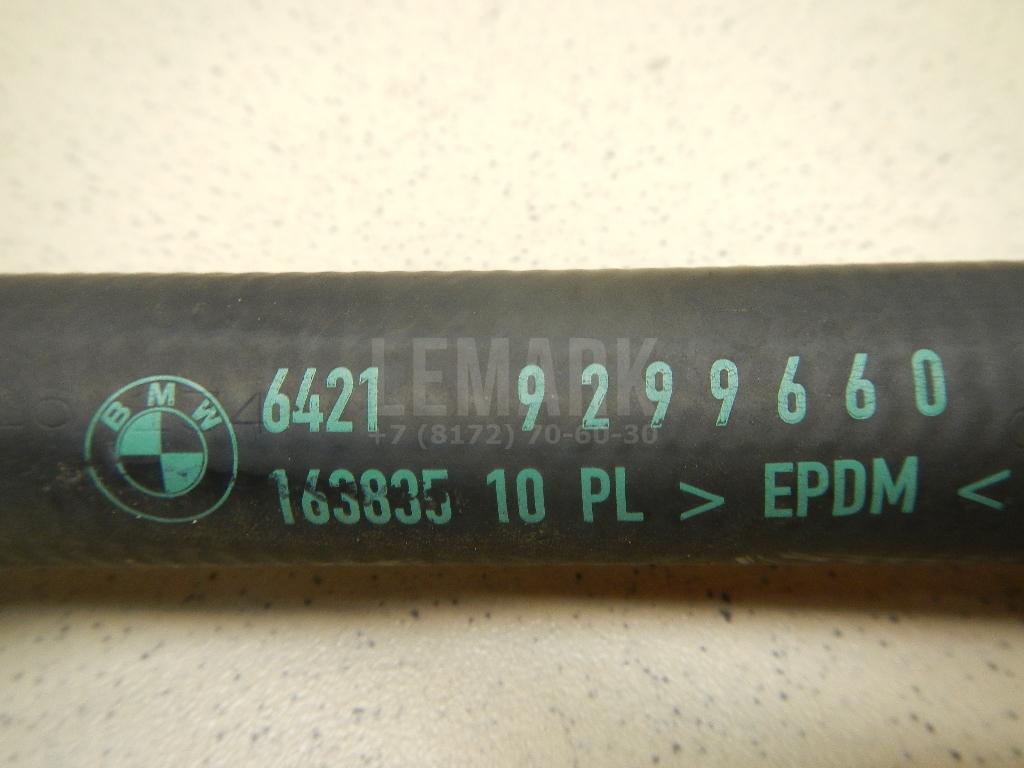 BMW
6421 9299660
163835 10 PL > EPDM <
LEMARK
+7 (8172) 70-60-30